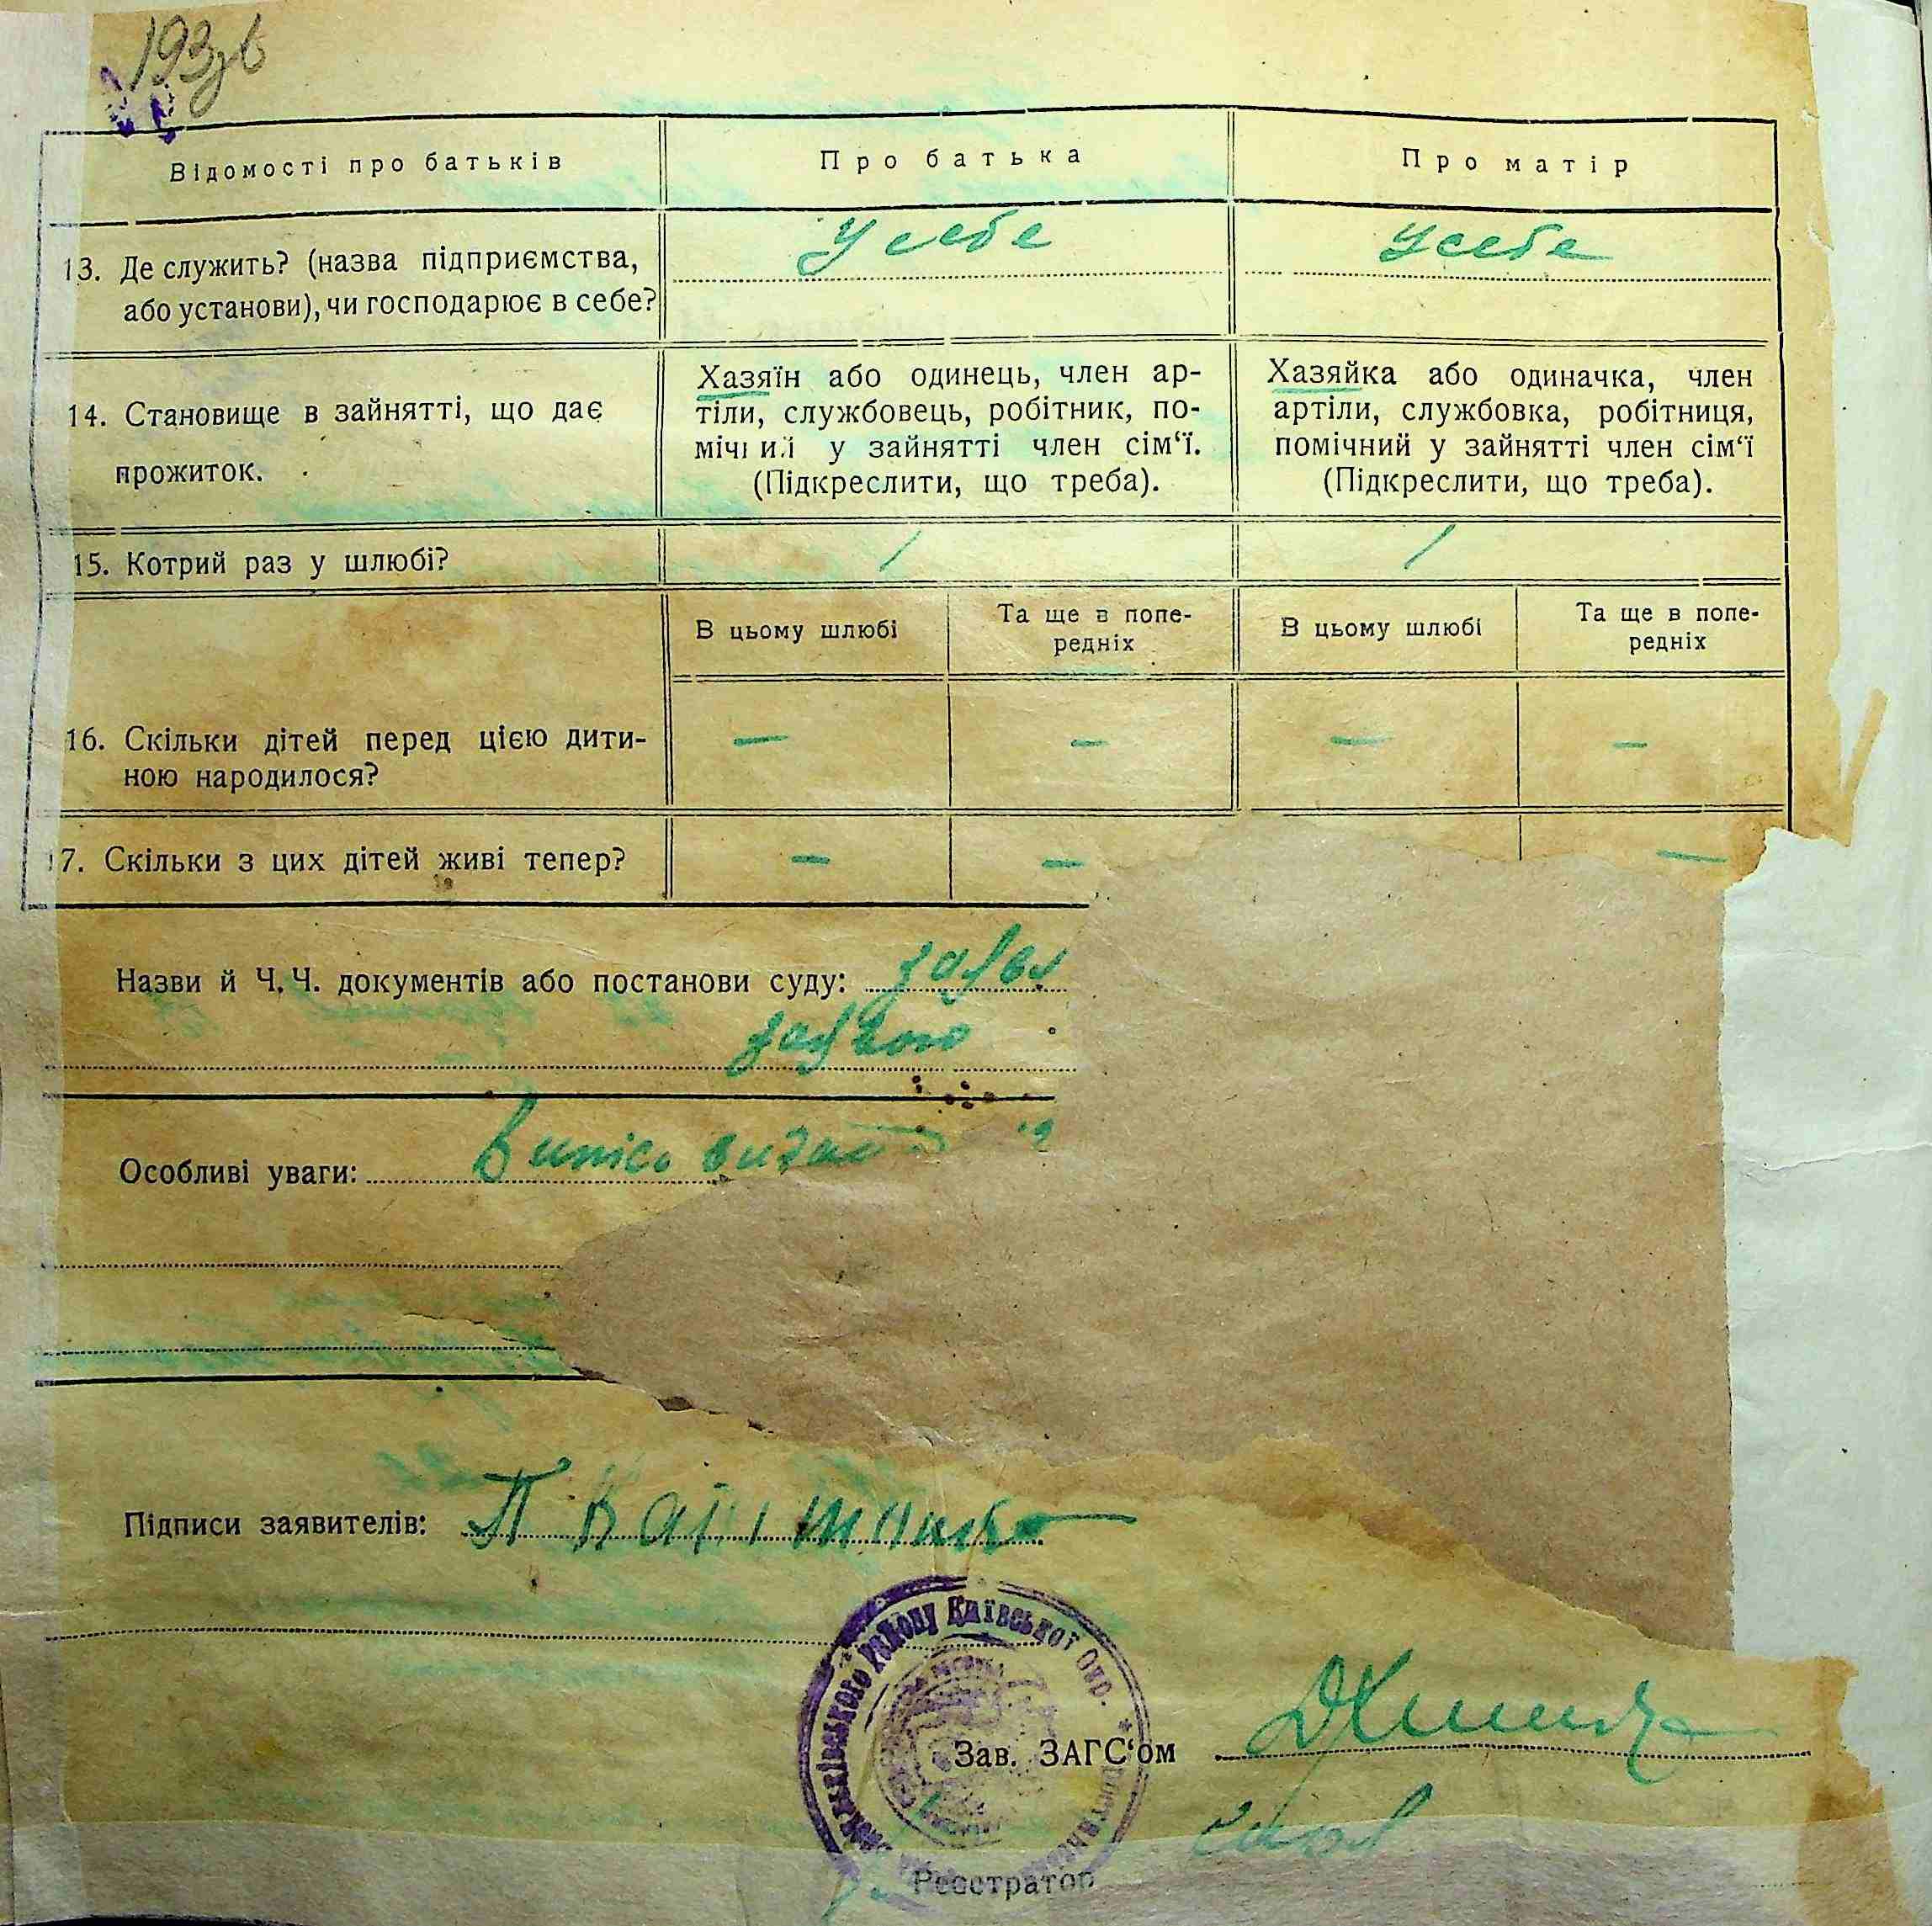 193зв
Відомості про батьків Про батька Про матір
13. Де служить? (назва підприємства, У себе У себе
або установи), чи господарює в себе?
14. Становище в зайнятті, що дає
прожиток.
Хазяїн або одинець, член ар-
тіли, службовець, робітник, по-
мічний у зайнятті член сім‘ї.
(Підкреслити, що треба).
Хазяйка або одиначка, член
артіли, службовка, робітниця,
помічний у зайнятті член сім‘ї
(Підкреслити, що треба).
15. Котрий раз у шлюбі? 1 1
В цьому шлюбі
Та ще в попе-
редніх
В цьому шлюбі
Та ще в попе-
редніх
16. Скільки дітей перед цією дити- — — — —
ною народилося?
17. Скільки з цих дітей живі тепер? — — —
Назви й Ч. Ч. документів або постанови суду:
Особливі уваги: Випись
Підписи заявителів: П
району Київської Окр.
Зав. ЗАГС‘ом
Реєстратор